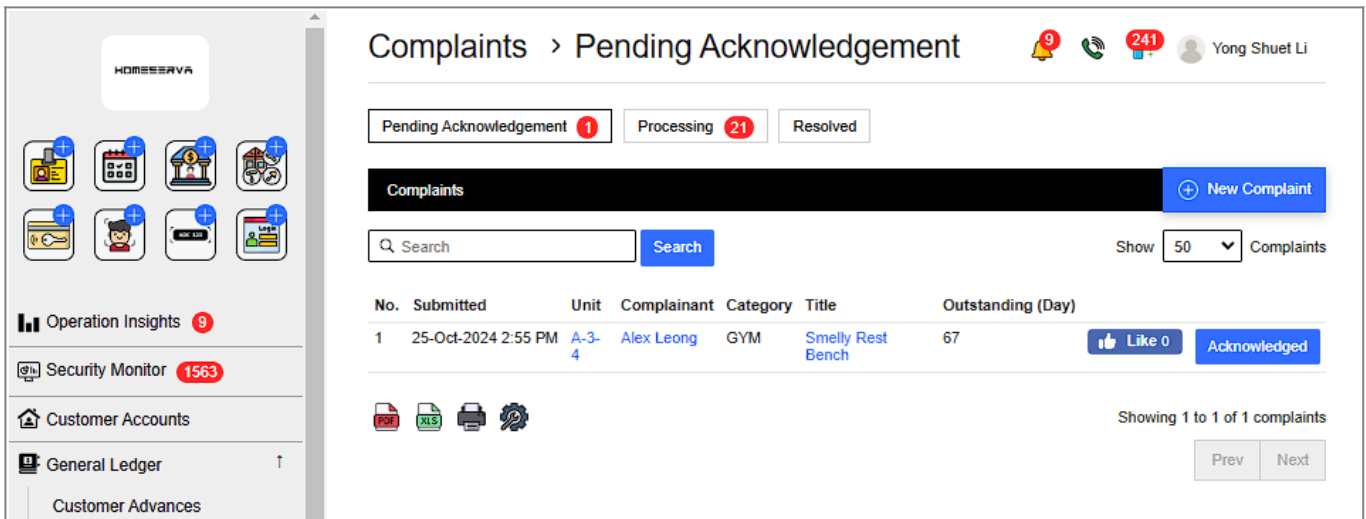 HOMESERVA
Complaints > Pending Acknowledgement
9
241
Yong Shuet Li
Pending Acknowledgement 1
Processing 21
Resolved
Complaints
New Complaint
Search
Search
Show 50 Complaints
No. Submitted Unit Complainant Category Title Outstanding (Day)
1 25-Oct-2024 2:55 PM A-3- Alex Leong GYM Smelly Rest 67 Like 0 Acknowledged
4 Bench
PDF
XLS
Showing 1 to 1 of 1 complaints
Prev Next
Login
Operation Insights 9
Security Monitor 1563
Customer Accounts
General Ledger ↑
Customer Advances